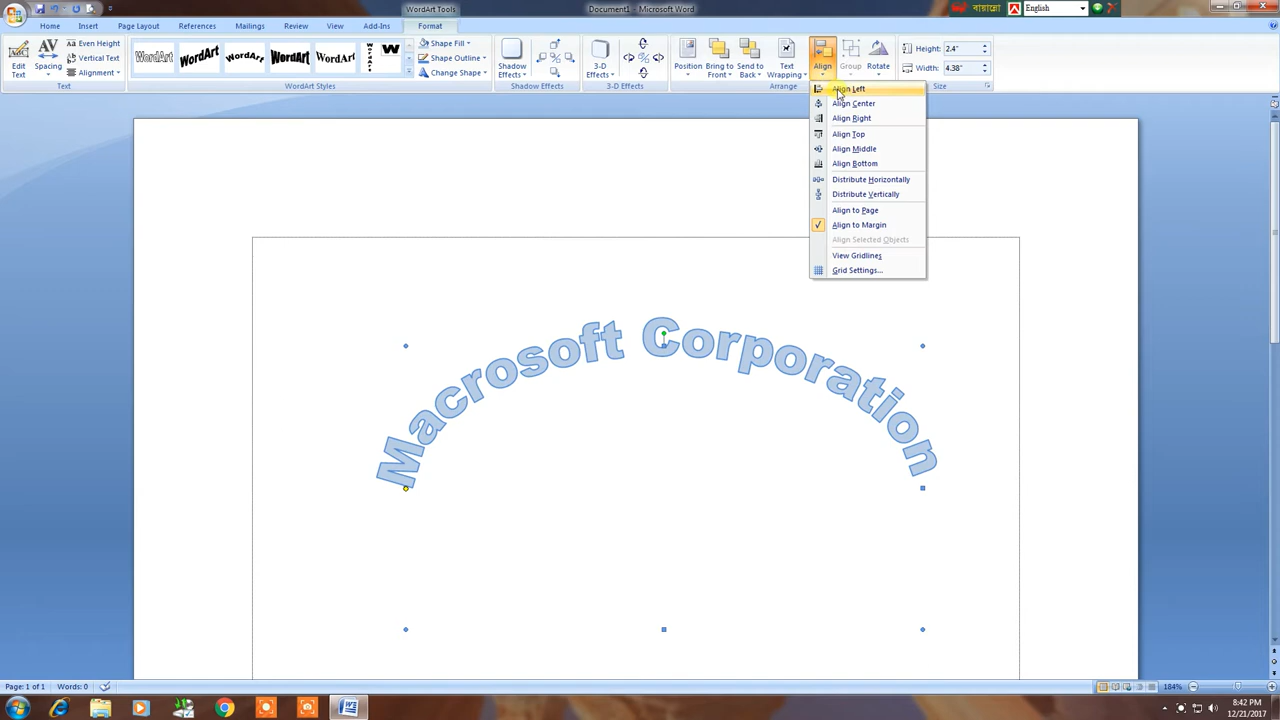 WordArt Tools
Document1 - Microsoft Word
বায়ান্নো
English
Home
Insert
Page Layout
References
Mailings
Review
View
Add-Ins
Format
Edit Text
Spacing
Even Height
Vertical Text
Alignment
Text
WordArt
WordArt
WordArt
WordArt
WordArt
WordArt Styles
Shape Fill
Shape Outline
Change Shape
Shadow Effects
Shadow Effects
3-D Effects
3-D Effects
Position
Bring to Front
Send to Back
Text Wrapping
Align
Group
Rotate
Arrange
Height: 2.4"
Width: 4.38"
Size
Align Left
Align Center
Align Right
Align Top
Align Middle
Align Bottom
Distribute Horizontally
Distribute Vertically
Align to Page
Align to Margin
Align Selected Objects
View Gridlines
Grid Settings...
Macrosoft Corporation
Page: 1 of 1
Words: 0
184%
8:42 PM
12/21/2017